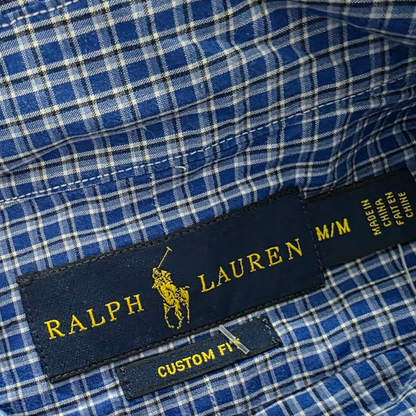 RALPH LAUREN
M/M
MADE IN
CHINA
FAIT EN
CHINE
CUSTOM FIT